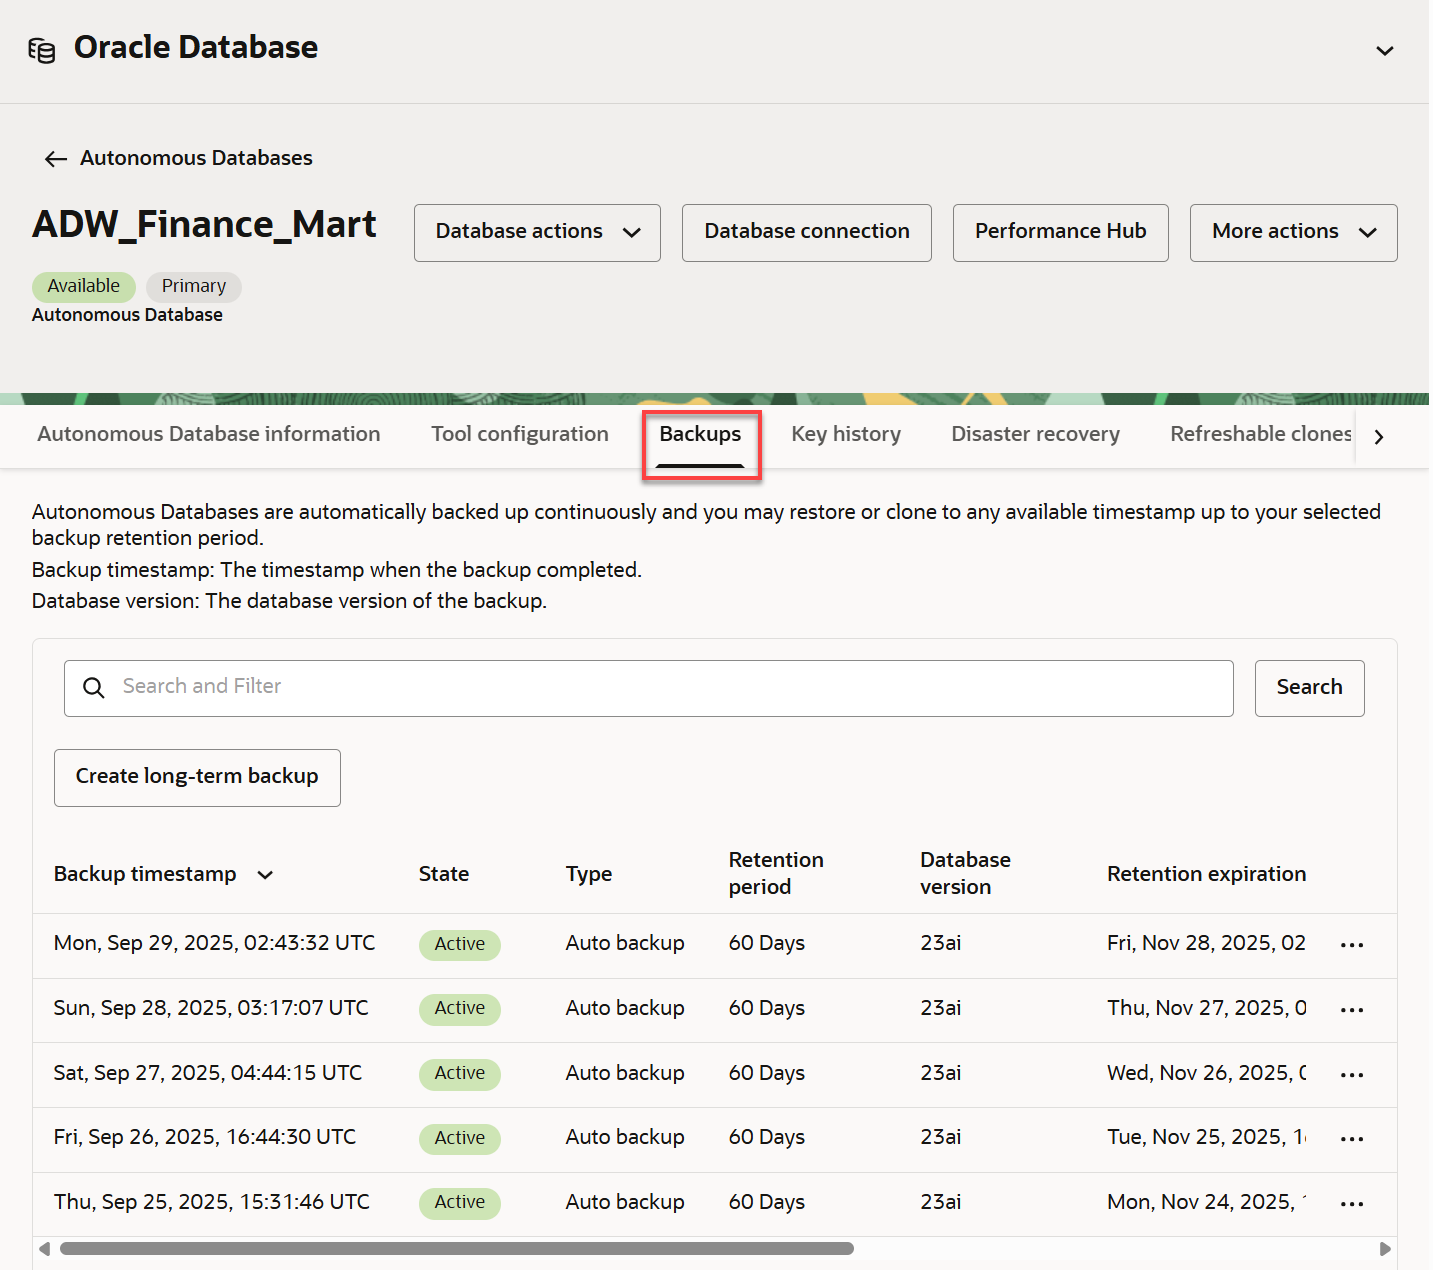 Oracle Database
Autonomous Databases
ADW_Finance_Mart
Database actions
Database connection
Performance Hub
More actions
Available
Primary
Autonomous Database
Autonomous Database information
Tool configuration
Backups
Key history
Disaster recovery
Refreshable clones
Autonomous Databases are automatically backed up continuously and you may restore or clone to any available timestamp up to your selected
backup retention period.
Backup timestamp: The timestamp when the backup completed.
Database version: The database version of the backup.
Search and Filter
Search
Create long-term backup
Backup timestamp State Type Retention period Database version Retention expiration
Mon, Sep 29, 2025, 02:43:32 UTC Active Auto backup 60 Days 23ai Fri, Nov 28, 2025, 02
Sun, Sep 28, 2025, 03:17:07 UTC Active Auto backup 60 Days 23ai Thu, Nov 27, 2025, 0
Sat, Sep 27, 2025, 04:44:15 UTC Active Auto backup 60 Days 23ai Wed, Nov 26, 2025,
Fri, Sep 26, 2025, 16:44:30 UTC Active Auto backup 60 Days 23ai Tue, Nov 25, 2025, 1
Thu, Sep 25, 2025, 15:31:46 UTC Active Auto backup 60 Days 23ai Mon, Nov 24, 2025,